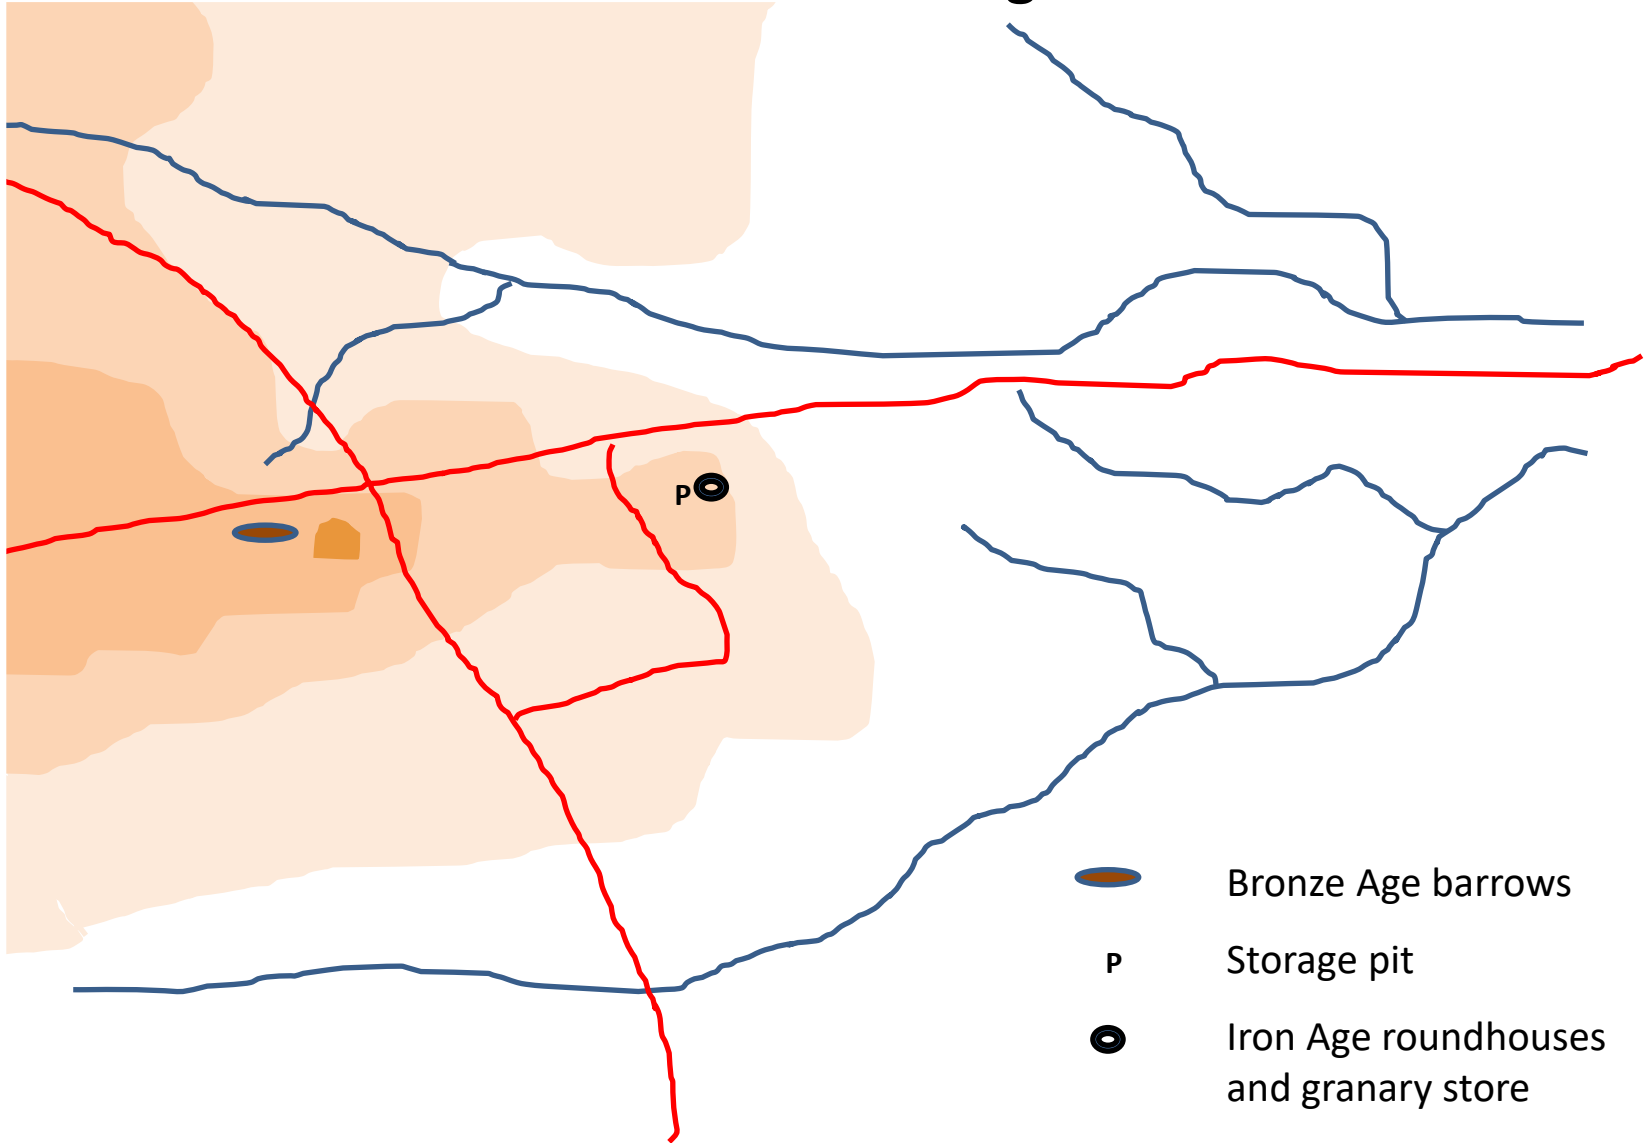 P
Bronze Age barrows
P
Storage pit
Iron Age roundhouses
and granary store